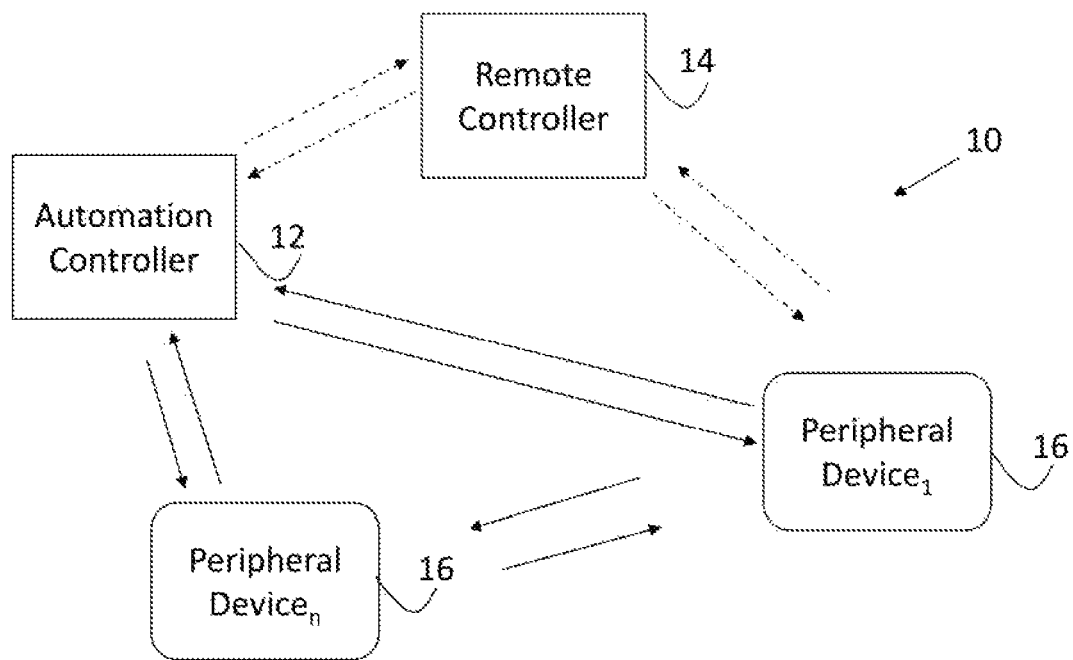 Remote
Controller
14
10
Automation
Controller
12
Peripheral
Device₁
16
Peripheral
Deviceₙ
16